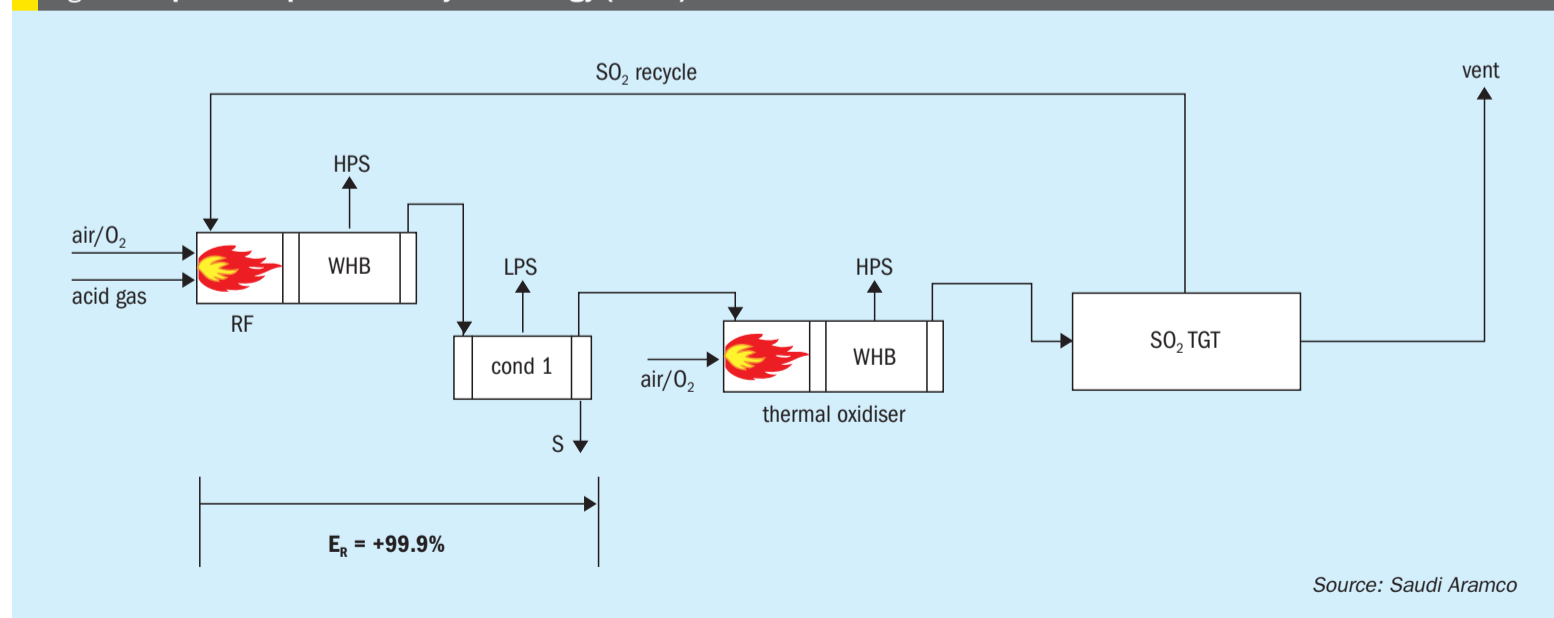 SO₂ recycle
vent
HPS
air/O₂
WHB
acid gas
RF
LPS
HPS
cond 1
air/O₂
WHB
SO₂ TGT
thermal oxidiser
S
E_R = +99.9%
Source: Saudi Aramco